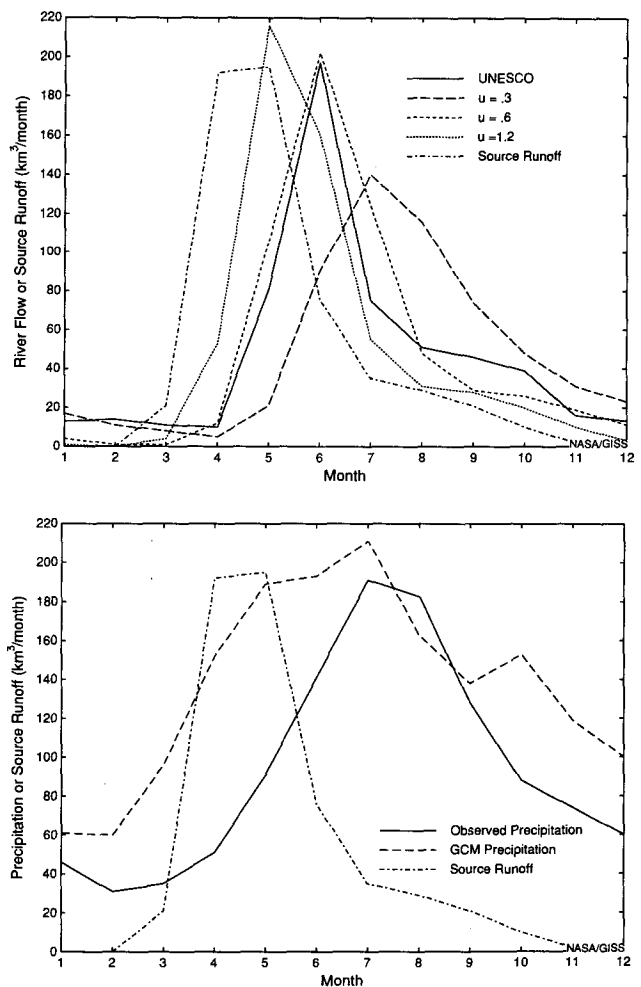 River Flow or Source Runoff (km³/month)
220
200
180
160
140
120
100
80
60
40
20
0
UNESCO
u = .3
u = .6
u =1.2
Source Runoff
NASA/GISS
1 2 3 4 5 6 7 8 9 10 11 12
Month
Precipitation or Source Runoff (km³/month)
220
200
180
160
140
120
100
80
60
40
20
0
Observed Precipitation
GCM Precipitation
Source Runoff
NASA/GISS
1 2 3 4 5 6 7 8 9 10 11 12
Month